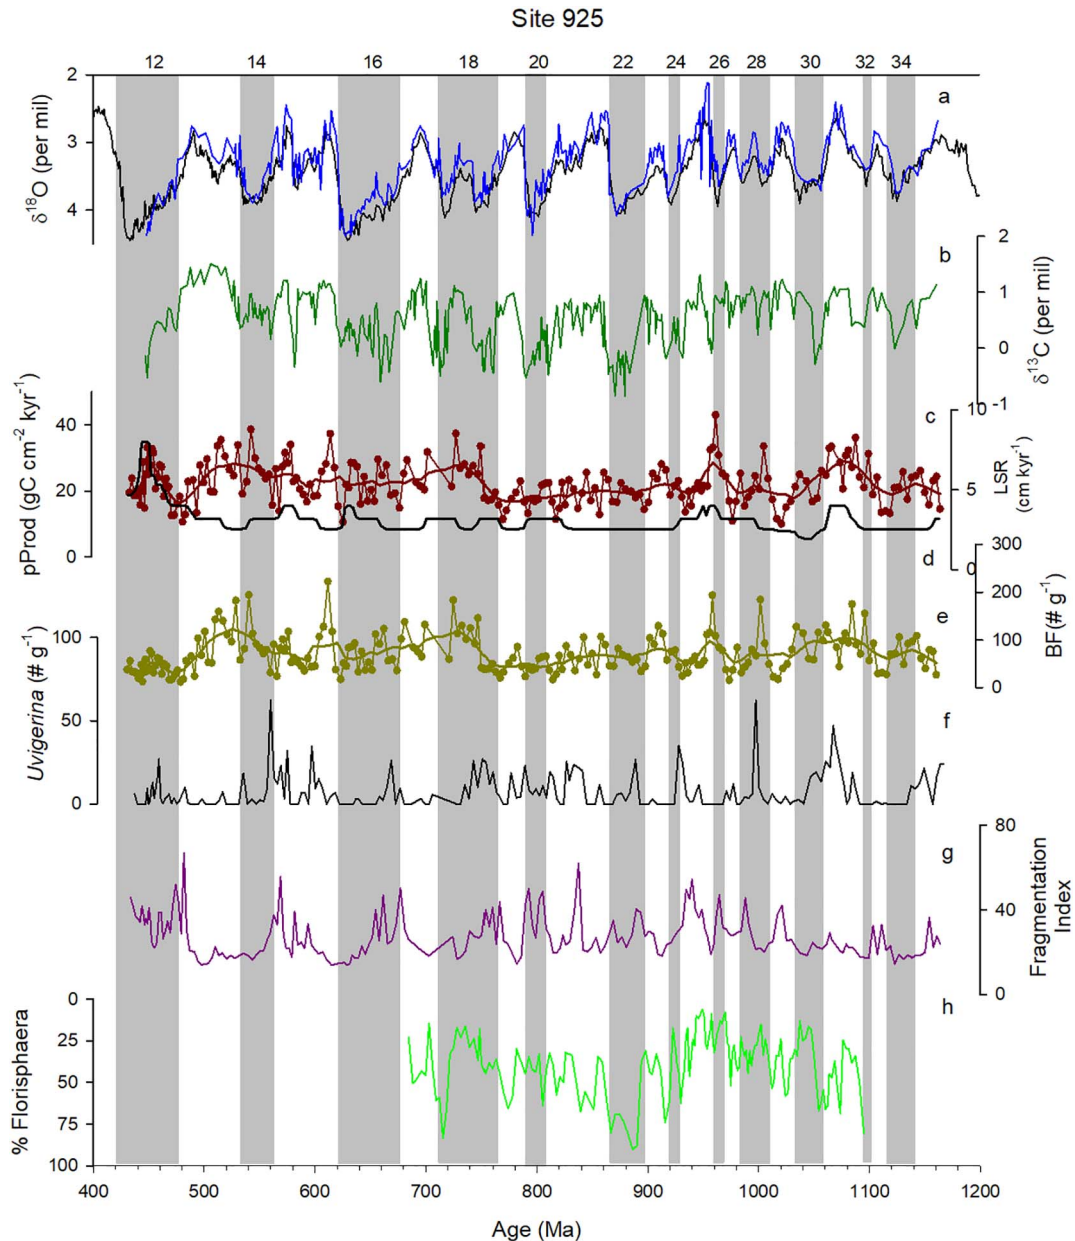 Site 925
12 14 16 18 20 22 24 26 28 30 32 34
2
3
4
δ18O (per mil)
a
2
1
0
-1
δ13C (per mil)
b
40
20
0
pProd (gC cm-2 kyr-1)
c
10
5
0
LSR
(cm kyr-1)
d
300
200
100
0
BF(# g-1)
e
100
50
0
Uvigerina (# g-1)
f
80
40
0
Fragmentation
Index
g
0
25
50
75
100
% Florisphaera
h
400 500 600 700 800 900 1000 1100 1200
Age (Ma)